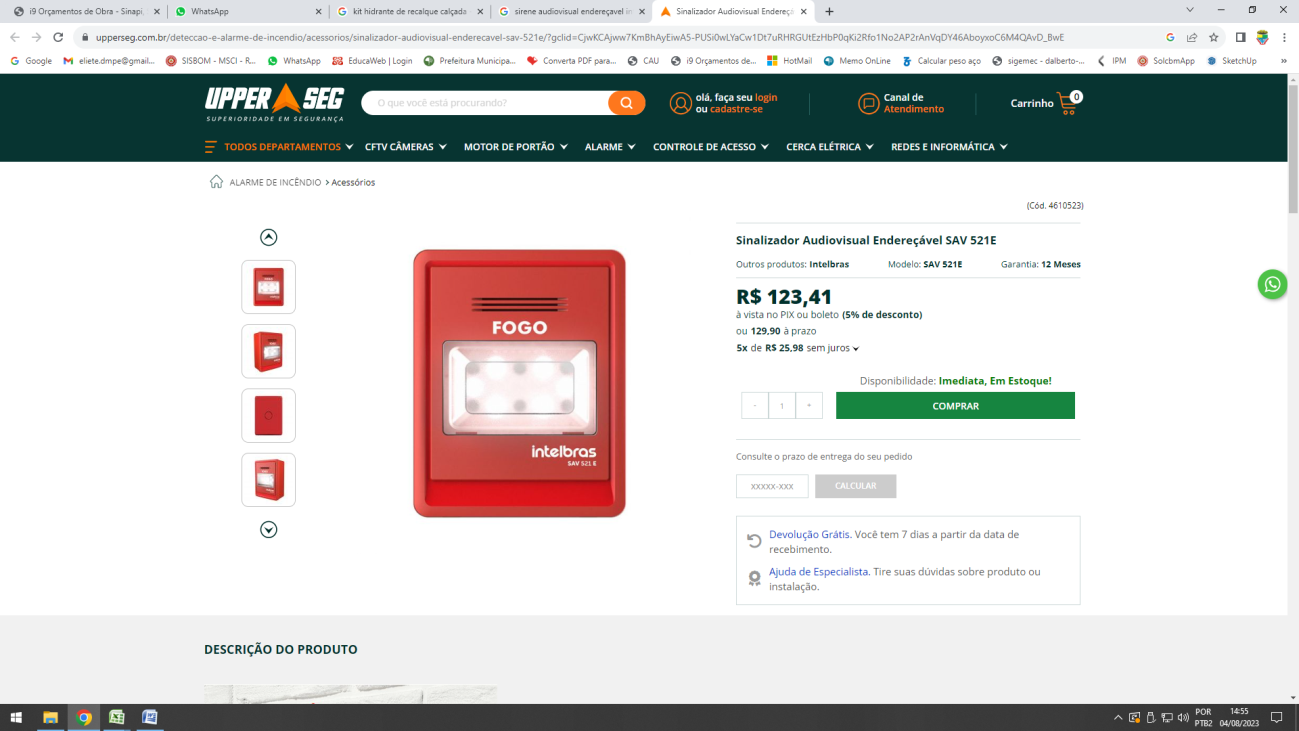 i9 Orçamentos de Obra - Sinapi,
WhatsApp
kit hidrante de recalque calçada -
sirene audiovisual endereçavel in
Sinalizador Audiovisual Endereça
upperseg.com.br/deteccao-e-alarme-de-incendio/acessorios/sinalizador-audiovisual-enderecavel-sav-521e/?gclid=CjwKCAjww7KmBhAyEiwA5-PUSi0wLYaCw1Dt7uRHRGUtEzHbP0qKi2Rfo1No2AP2rAnVqDY46AboyxoC6M4QAvD_BwE
Google
eliete.dmpe@gmail...
SISBOM - MSCI - R...
WhatsApp
EducaWeb | Login
Prefeitura Municipa...
Converta PDF para...
CAU
i9 Orçamentos de...
HotMail
Memo OnLine
Calcular peso aço
sigemec - dalberto-...
IPM
SolcbmApp
SketchUp
»
UPPER SEG
SUPERIORIDADE EM SEGURANÇA
O que você está procurando?
olá, faça seu login
ou cadastre-se
Canal de
Atendimento
Carrinho
0
TODOS DEPARTAMENTOS
CFTV CÂMERAS
MOTOR DE PORTÃO
ALARME
CONTROLE DE ACESSO
CERCA ELÉTRICA
REDES E INFORMÁTICA
ALARME DE INCÊNDIO > Acessórios
(Cód. 4610523)
FOGO
intelbras
SAV 521 E
Sinalizador Audiovisual Endereçável SAV 521E
Outros produtos: Intelbras
Modelo: SAV 521E
Garantia: 12 Meses
R$ 123,41
à vista no PIX ou boleto (5% de desconto)
ou 129,90 à prazo
5x de R$ 25,98 sem juros
Disponibilidade: Imediata, Em Estoque!
- 1 +
COMPRAR
Consulte o prazo de entrega do seu pedido
xxxxx-xxx
CALCULAR
Devolução Grátis. Você tem 7 dias a partir da data de
recebimento.
Ajuda de Especialista. Tire suas dúvidas sobre produto ou
instalação.
DESCRIÇÃO DO PRODUTO
POR
PTB2
14:55
04/08/2023